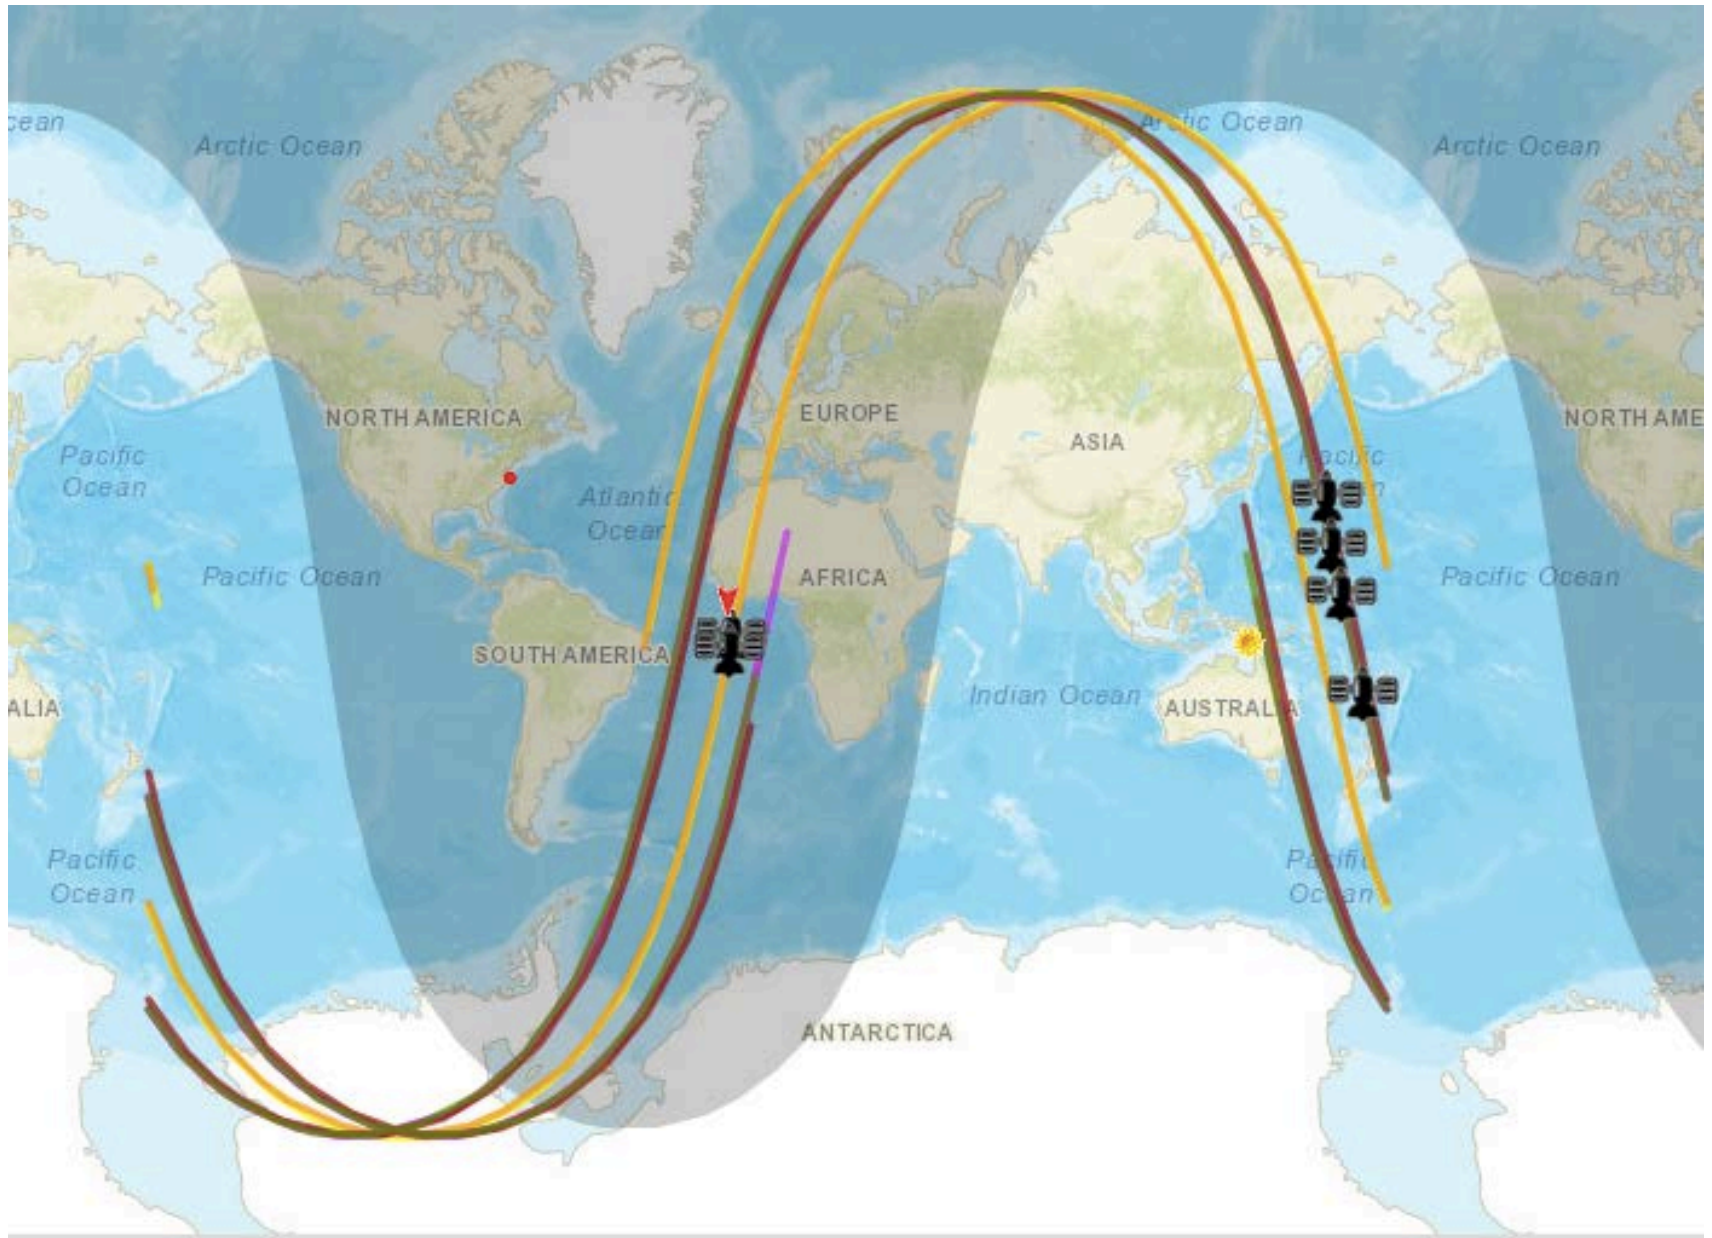 cean
Arctic Ocean
Arctic Ocean
Arctic Ocean
NORTH AMERICA
EUROPE
ASIA
NORTH AME
Pacific
Ocean
Atlantic
Ocean
Pacific
Pacific Ocean
AFRICA
Pacific Ocean
SOUTH AMERICA
Indian Ocean
ALIA
AUSTRALIA
Pacific
Ocean
Pacific
Ocean
ANTARCTICA